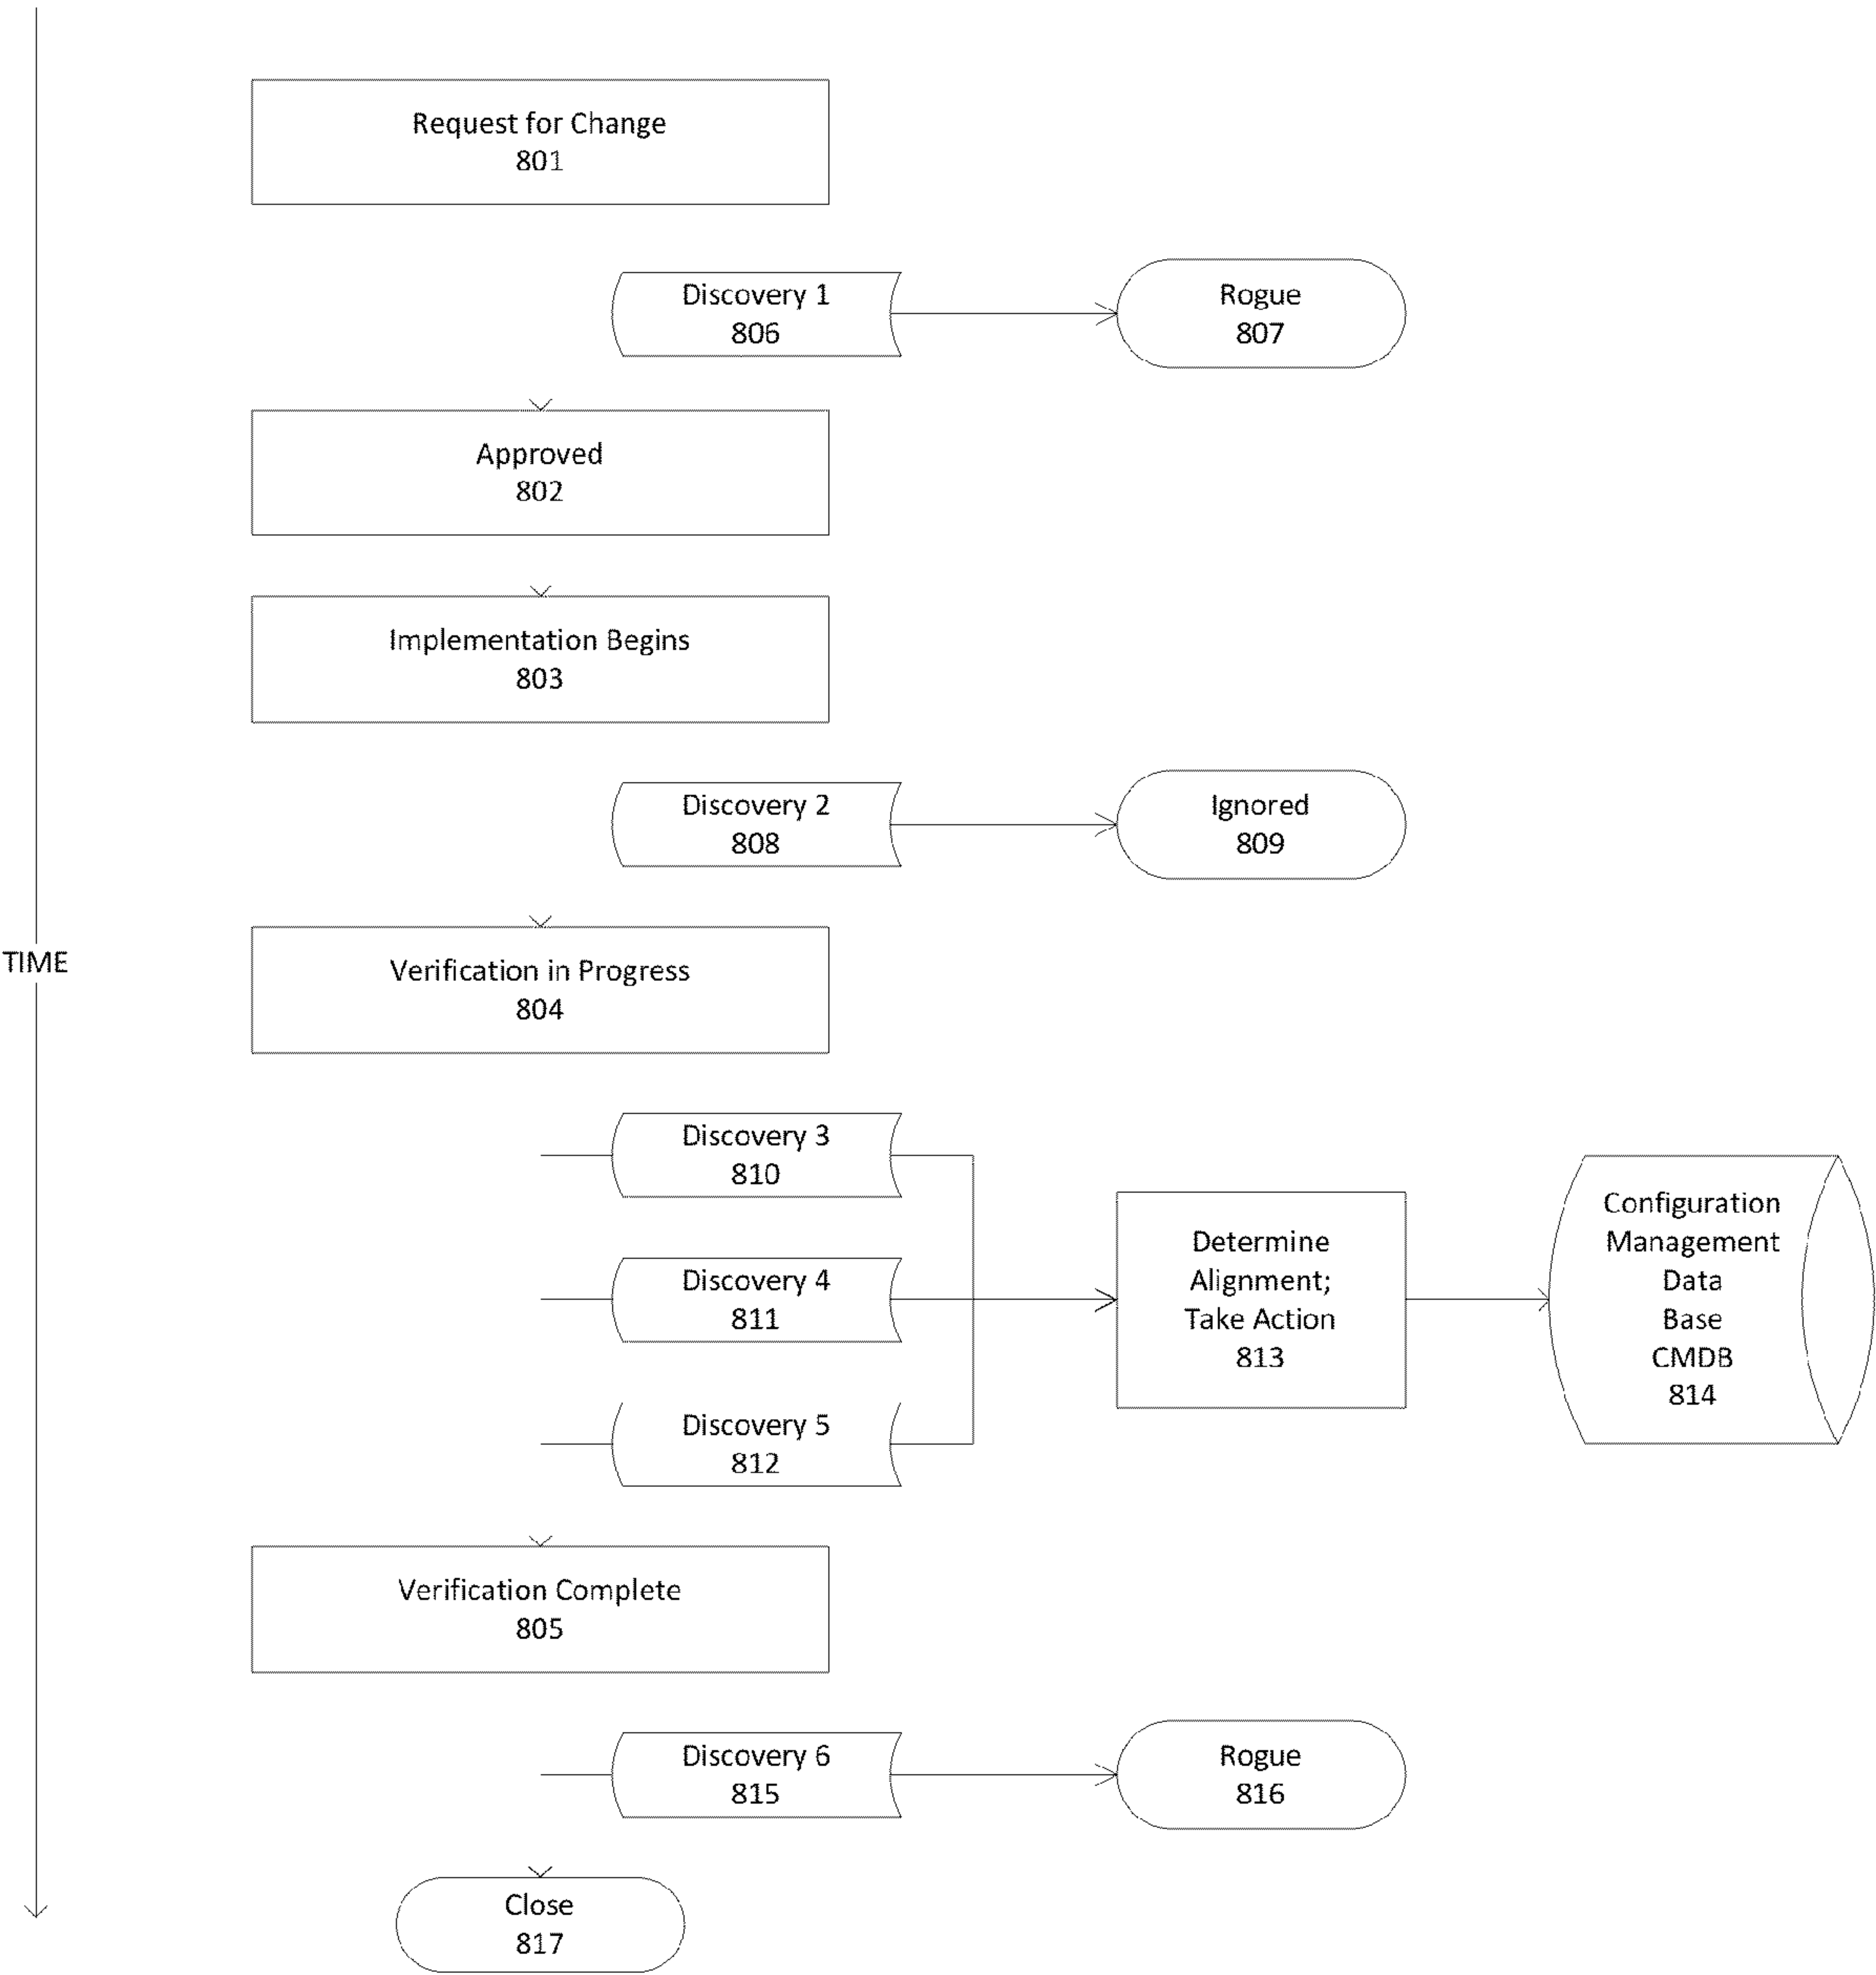 Request for Change
801
Discovery 1
806
Rogue
807
Approved
802
Implementation Begins
803
Discovery 2
808
Ignored
809
TIME
Verification in Progress
804
Discovery 3
810
Discovery 4
811
Discovery 5
812
Determine
Alignment;
Take Action
813
Configuration
Management
Data
Base
CMDB
814
Verification Complete
805
Discovery 6
815
Rogue
816
Close
817